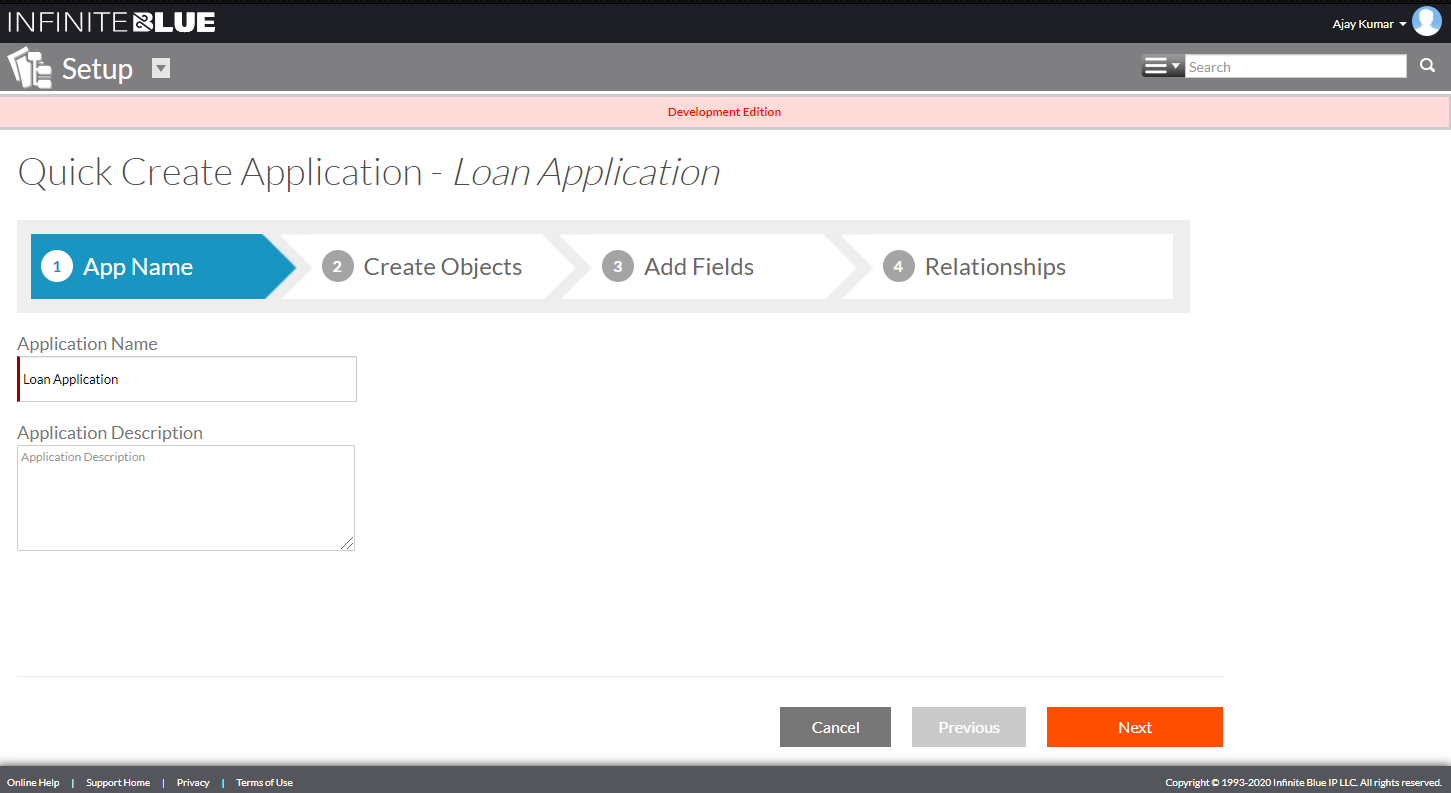 INFINITE BLUE
Ajay Kumar
Setup
Search
Development Edition
Quick Create Application - Loan Application
1 App Name
2 Create Objects
3 Add Fields
4 Relationships
Application Name
Loan Application
Application Description
Application Description
Cancel
Previous
Next
Online Help | Support Home | Privacy | Terms of Use
Copyright © 1993-2020 Infinite Blue IP LLC. All rights reserved.